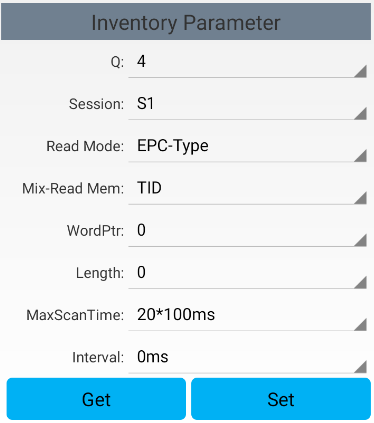 Inventory Parameter
Q: 4
Session: S1
Read Mode: EPC-Type
Mix-Read Mem: TID
WordPtr: 0
Length: 0
MaxScanTime: 20*100ms
Interval: 0ms
Get Set